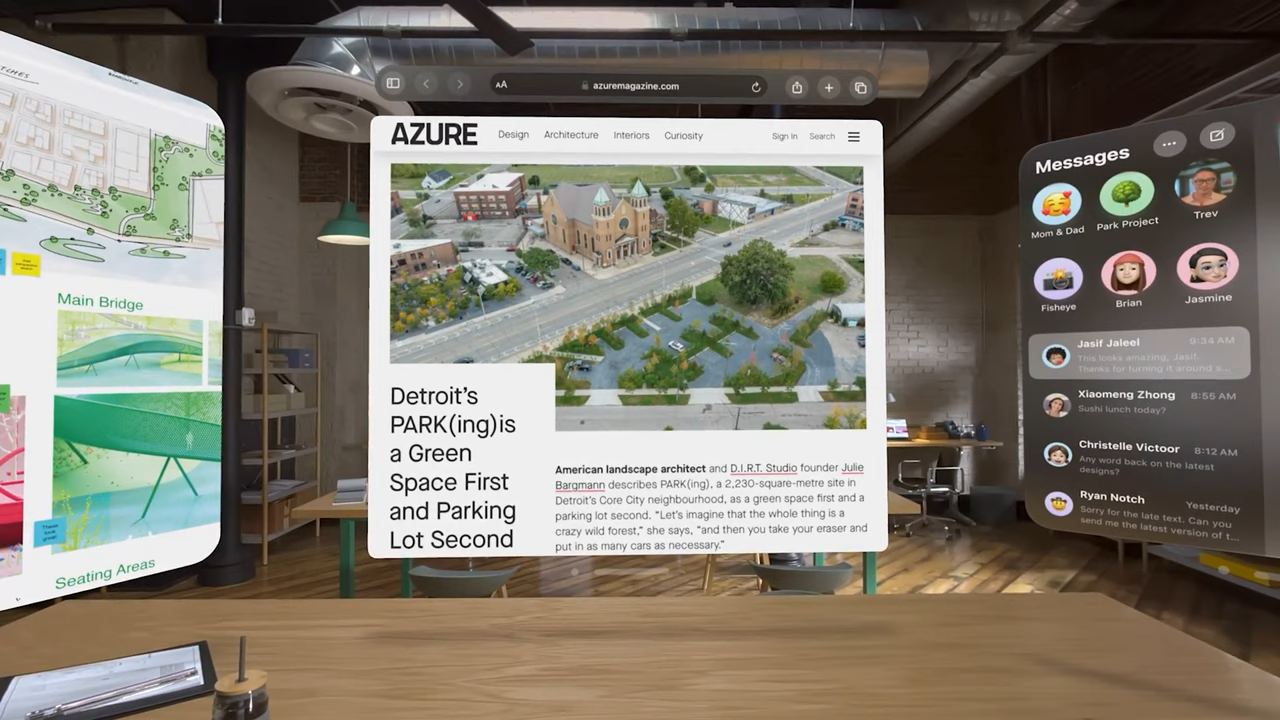 TCHES
Main Bridge
These look great!
Seating Areas
AA
azuremagazine.com
AZURE
Design
Architecture
Interiors
Curiosity
Sign In
Search
Detroit's
PARK(ing)is
a Green
Space First
and Parking
Lot Second
American landscape architect and D.I.R.T. Studio founder Julie
Bargmann describes PARK(ing), a 2,230-square-metre site in
Detroit's Core City neighbourhood, as a green space first and a
parking lot second. “Let's imagine that the whole thing is a
crazy wild forest,” she says, “and then you take your eraser and
put in as many cars as necessary.”
Messages
Mom & Dad
Park Project
Trev
Fisheye
Brian
Jasmine
Jasif Jaleel 9:34 AM
This looks amazing, Jasif.
Thanks for turning it around s...
Xiaomeng Zhong 8:55 AM
Sushi lunch today?
Christelle Victoor 8:12 AM
Any word back on the latest
designs?
Ryan Notch Yesterday
Sorry for the late text. Can you
send me the latest version of t...